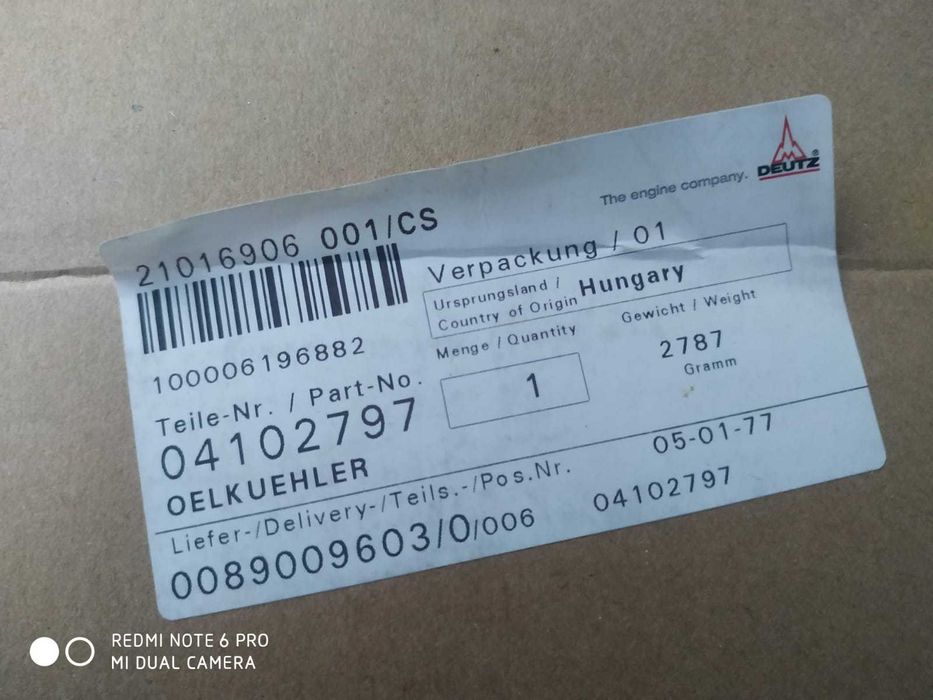 DEUTZ®
The engine company.
21016906 001/CS
Verpackung / 01
Ursprungsland /
Country of Origin Hungary
100006196882
Menge / Quantity
Gewicht / Weight
1
2787
Gramm
Teile-Nr. / Part-No.
04102797
OELKUEHLER
05-01-77
Liefer-/Delivery-/Teils.-/Pos.Nr.
0089009603/0/006
04102797
REDMI NOTE 6 PRO
MI DUAL CAMERA